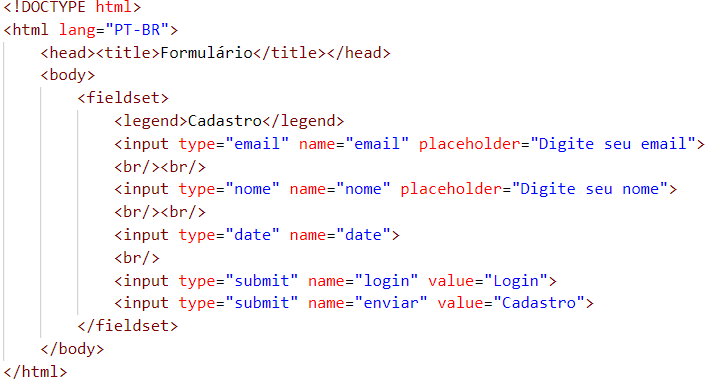 <!DOCTYPE html>
<html lang="PT-BR">
<head><title>Formulário</title></head>
<body>
<fieldset>
<legend>Cadastro</legend>
<input type="email" name="email" placeholder="Digite seu email">
<br/><br/>
<input type="nome" name="nome" placeholder="Digite seu nome">
<br/><br/>
<input type="date" name="date">
<br/>
<input type="submit" name="login" value="Login">
<input type="submit" name="enviar" value="Cadastro">
</fieldset>
</body>
</html>